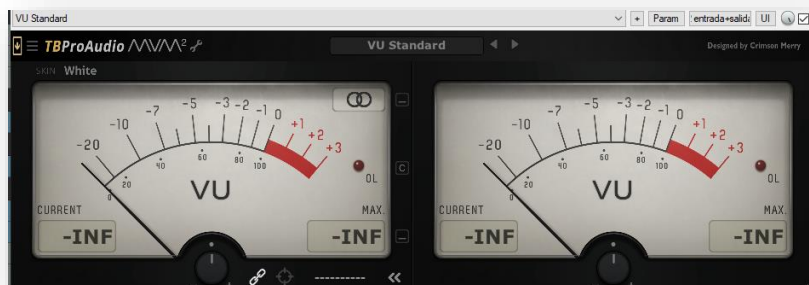 VU Standard + Param entrada+salida UI
TBProAudio MVM² VU Standard Designed by Crimson Merry
SKIN White
-20 -10 -7 -5 -3 -2 -1 0 +1 +2 +3
0 20 40 60 80 100
VU
OL
CURRENT MAX.
-INF -INF
C
----------
-20 -10 -7 -5 -3 -2 -1 0 +1 +2 +3
0 20 40 60 80 100
VU
OL
CURRENT MAX.
-INF -INF